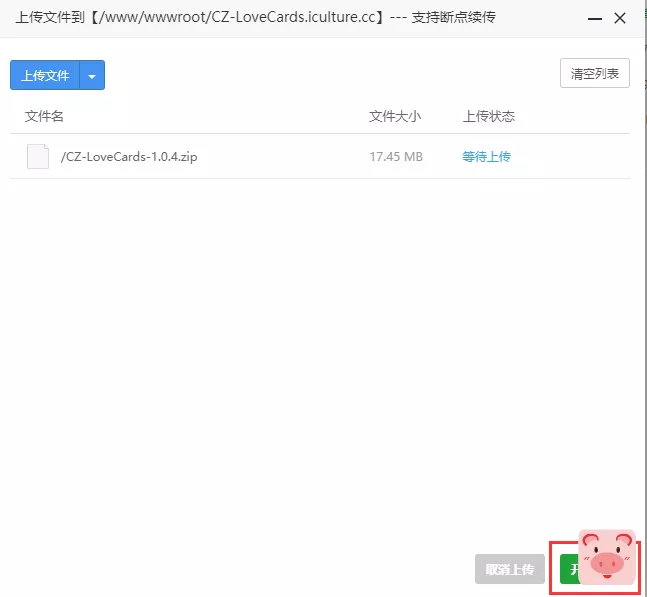 上传文件到【/www/wwwroot/CZ-LoveCards.iculture.cc】--- 支持断点续传
上传文件
清空列表
文件名 文件大小 上传状态
/CZ-LoveCards-1.0.4.zip 17.45 MB 等待上传
取消上传 开